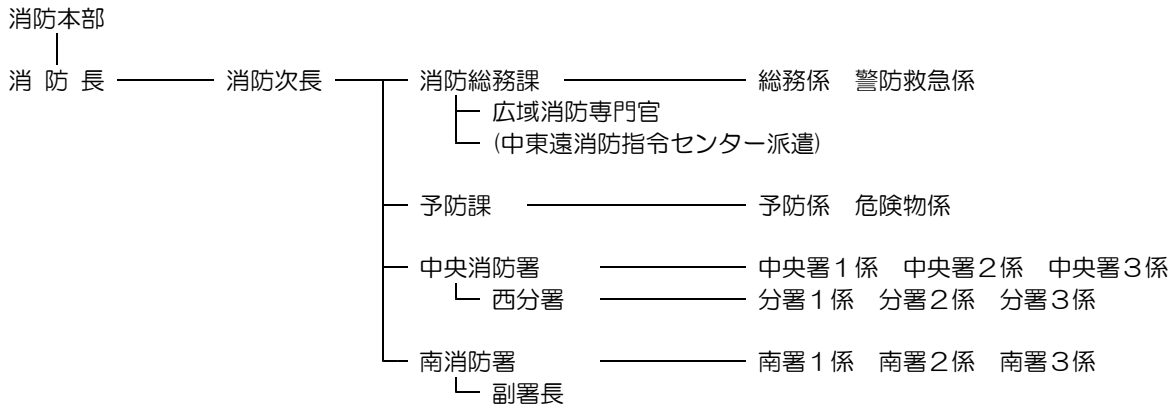 消防本部
消 防 長 消防次長 消防総務課 総務係 警防救急係
広域消防専門官
(中東遠消防指令センター派遣)
予防課 予防係 危険物係
中央消防署 中央署１係 中央署２係 中央署３係
西分署 分署１係 分署２係 分署３係
南消防署 南署１係 南署２係 南署３係
副署長